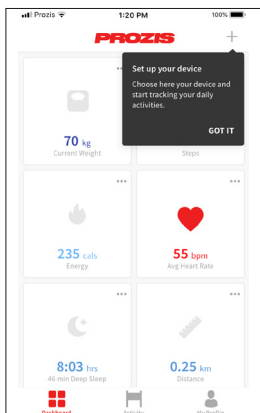 Prozis 1:20 PM 100%
PROZIS
Set up your device
Choose here your device and
start tracking your daily
activities.
GOT IT
70 kg
Current Weight
Steps
235 cals
Energy
55 bpm
Avg Heart Rate
8:03 hrs
46 min Deep Sleep
0.25 km
Distance
Dashboard Activity My Profile